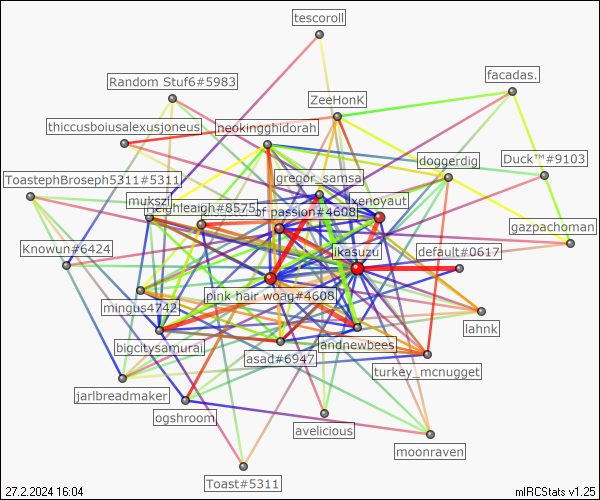 tescoroll
facadas.
Random Stuf6#5983
ZeeHonK
thiccusboiusalexusjoneus
neokingghidorah
doggerdig
Duck™#9103
ToastephBroseph5311#5311
gregor_samsa
mukszi
neighleaigh#8575
of passion#4608
xenoyaut
gazpachoman
Knowun#6424
ikasuzu
default#0617
pink hair woag#4608
mingus4742
lahnk
bigcitysamurai
asad#6947
andnewbees
turkey_mcnugget
jarlbreadmaker
ogshroom
avelicious
moonraven
Toast#5311
27.2.2024 16:04
mIRCStats v1.25